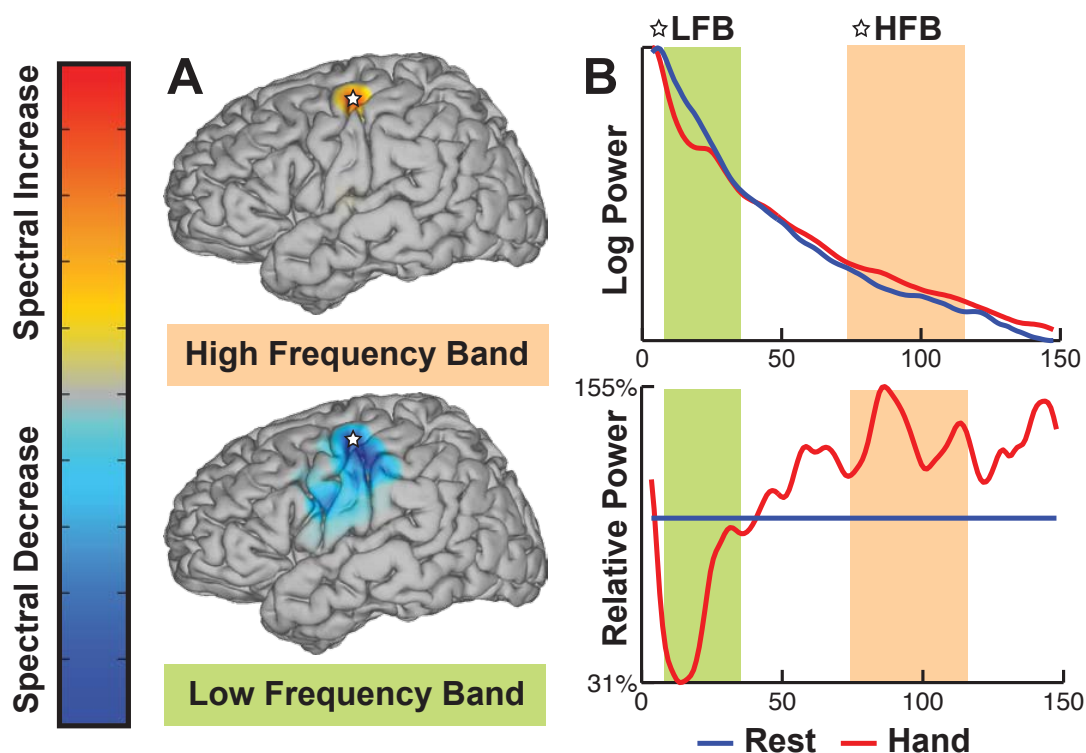 Spectral Increase
Spectral Decrease
A
High Frequency Band
Low Frequency Band
B
☆LFB
☆HFB
Log Power
0
50
100
150
155%
Relative Power
31%
0
50
100
150
Rest
Hand